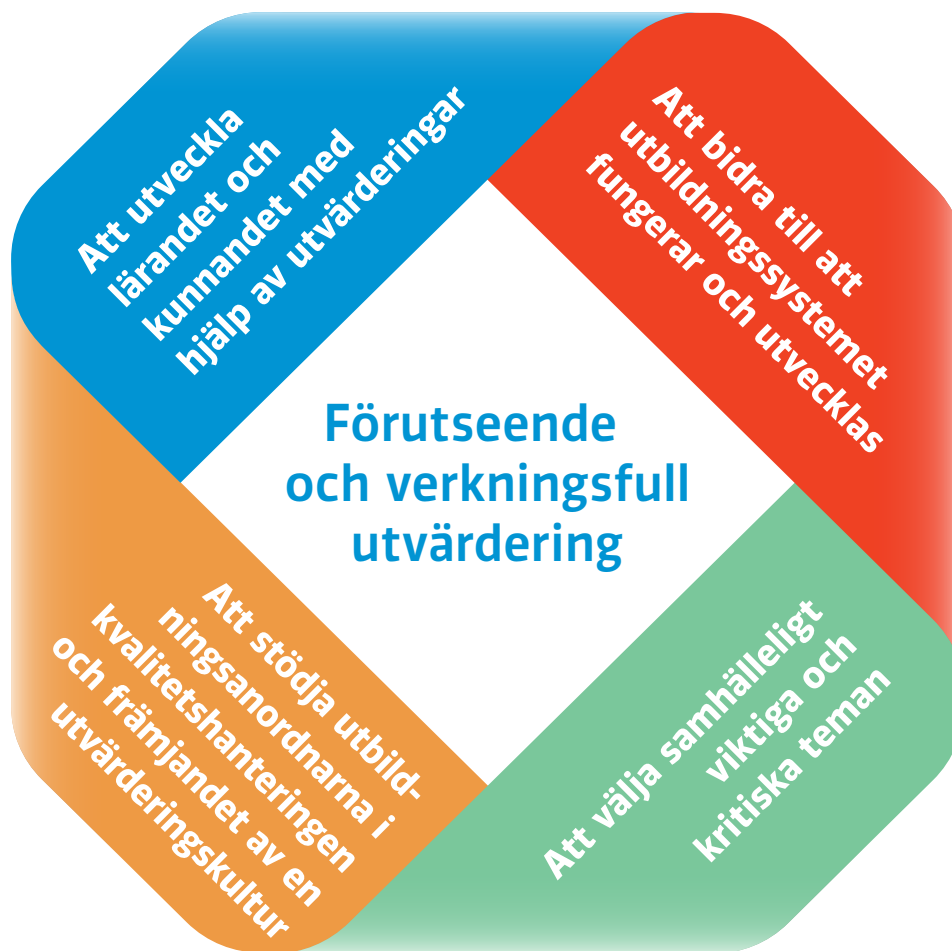 Att utveckla
lärandet och
kunnandet med
hjälp av utvärderingar
Att bidra till att
utbildningssystemet
fungerar och utvecklas
Förutseende
och verkningsfull
utvärdering
Att stödja utbild-
ningsanordnarna i
kvalitetshanteringen
och främjandet av en
utvärderingskultur
Att välja samhälleligt
viktiga och
kritiska teman